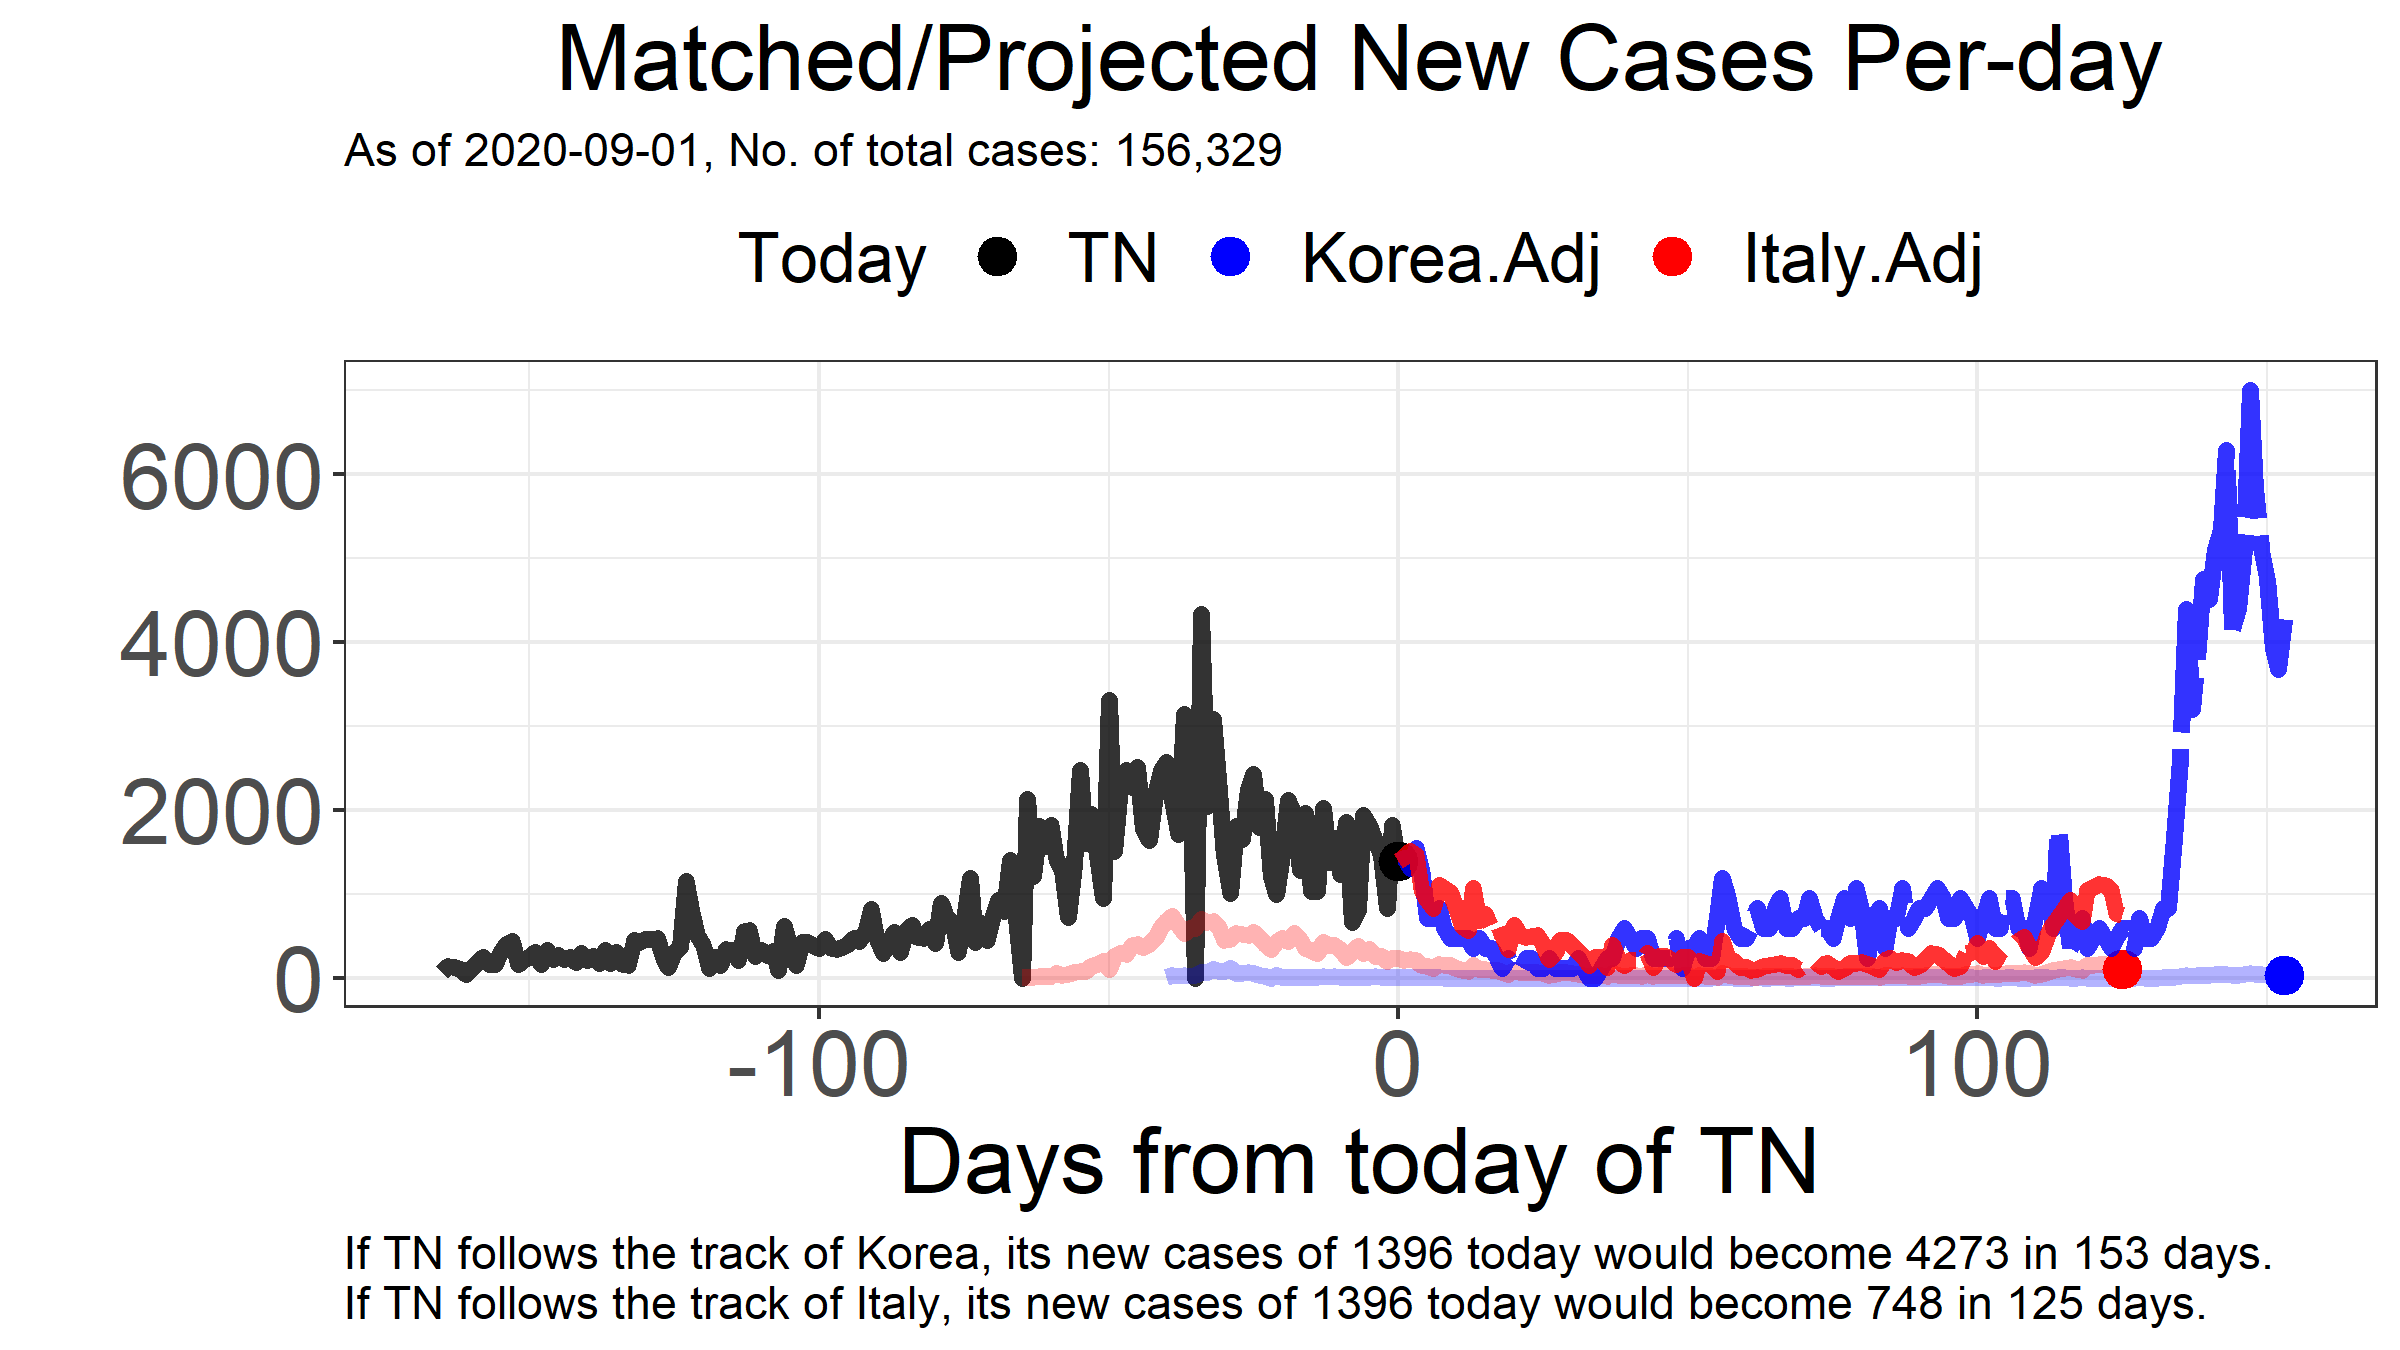 Matched/Projected New Cases Per-day
As of 2020-09-01, No. of total cases: 156,329
Today TN Korea.Adj Italy.Adj
6000
4000
2000
0
-100 0 100
Days from today of TN
If TN follows the track of Korea, its new cases of 1396 today would become 4273 in 153 days.
If TN follows the track of Italy, its new cases of 1396 today would become 748 in 125 days.